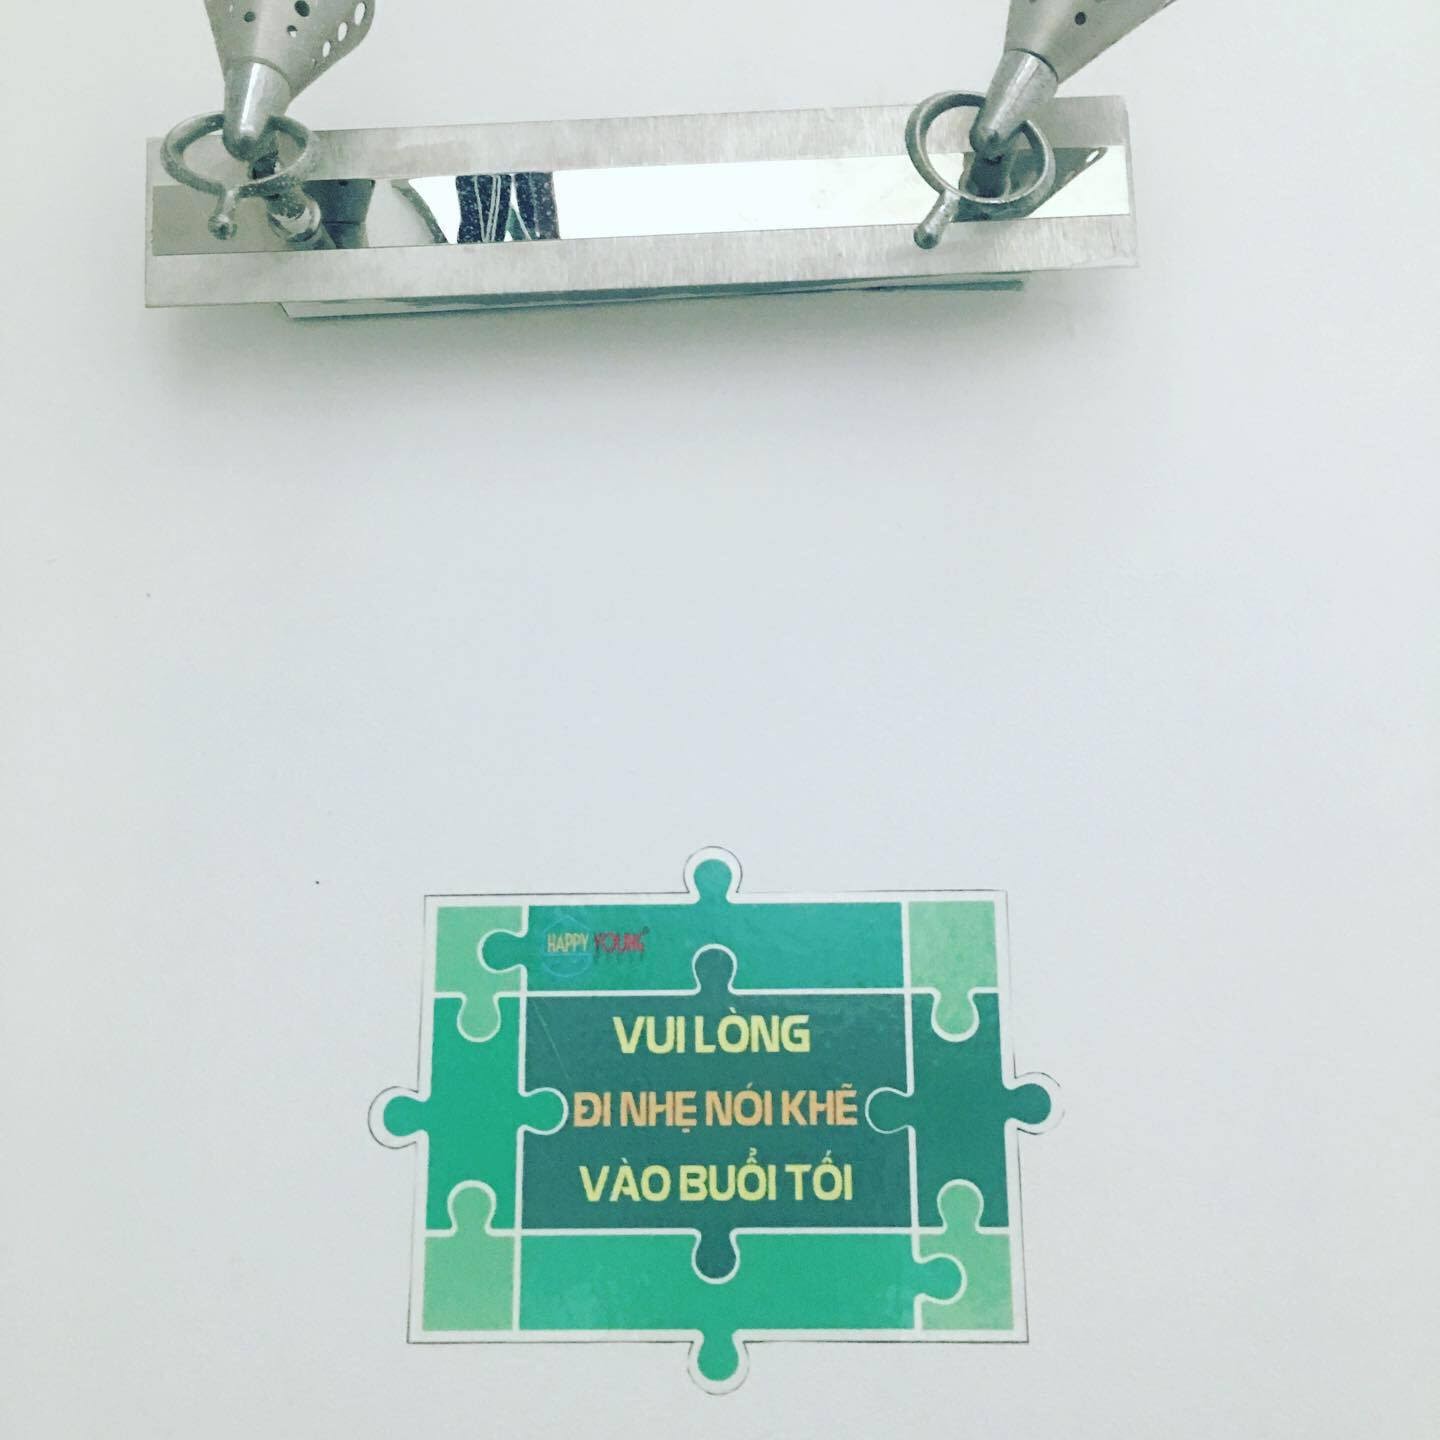 HAPPY YOUNG
VUI LÒNG
ĐI NHẸ NÓI KHẼ
VÀO BUỔI TỐI